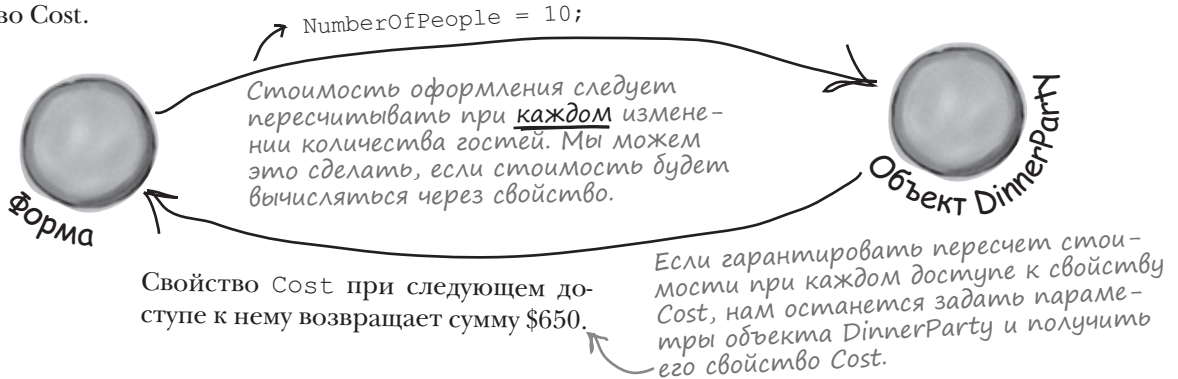 во Cost.
NumberOfPeople = 10;
Стоимость оформления следует
пересчитывать при каждом измене-
нии количества гостей. Мы можем
это сделать, если стоимость будет
вычисляться через свойство.
Форма
Объект DinnerParty
Свойство Cost при следующем до-
ступе к нему возвращает сумму $650.
Если гарантировать пересчет стои-
мости при каждом доступе к свойству
Cost, нам останется задать параме-
тры объекта DinnerParty и получить
его свойство Cost.